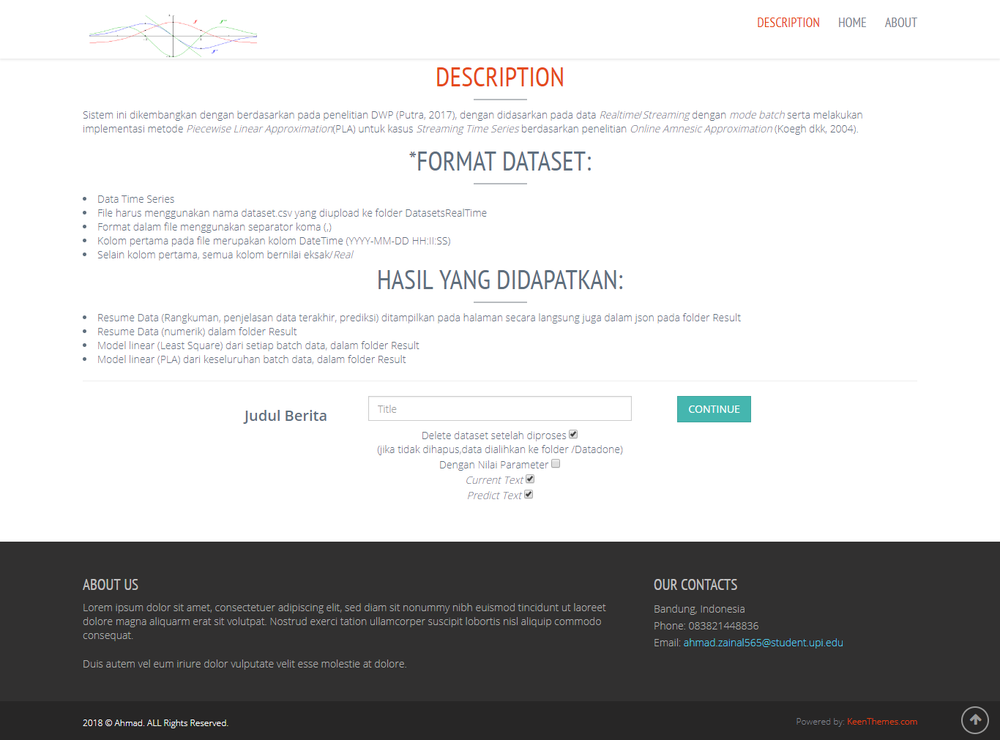 DESCRIPTION HOME ABOUT
DESCRIPTION
Sistem ini dikembangkan dengan berdasarkan pada penelitian DWP (Putra, 2017), dengan didasarkan pada data Realtime/Streaming dengan mode batch serta melakukan
implementasi metode Piecewise Linear Approximation(PLA) untuk kasus Streaming Time Series berdasarkan penelitian Online Amnesic Approximation (Koegh dkk, 2004).
*FORMAT DATASET:
Data Time Series
File harus menggunakan nama dataset.csv yang diupload ke folder DatasetsRealTime
Format dalam file menggunakan separator koma (,)
Kolom pertama pada file merupakan kolom DateTime (YYYY-MM-DD HH:II:SS)
Selain kolom pertama, semua kolom bernilai eksak/Real
HASIL YANG DIDAPATKAN:
Resume Data (Rangkuman, penjelasan data terakhir, prediksi) ditampilkan pada halaman secara langsung juga dalam json pada folder Result
Resume Data (numerik) dalam folder Result
Model linear (Least Square) dari setiap batch data, dalam folder Result
Model linear (PLA) dari keseluruhan batch data, dalam folder Result
Judul Berita Title CONTINUE
Delete dataset setelah diproses
(jika tidak dihapus,data dialihkan ke folder /Datadone)
Dengan Nilai Parameter
Current Text
Predict Text
ABOUT US
Lorem ipsum dolor sit amet, consectetuer adipiscing elit, sed diam sit nonummy nibh euismod tincidunt ut laoreet
dolore magna aliquarm erat sit volutpat. Nostrud exerci tation ullamcorper suscipit lobortis nisl aliquip commodo
consequat.
Duis autem vel eum iriure dolor vulputate velit esse molestie at dolore.
OUR CONTACTS
Bandung, Indonesia
Phone: 083821448836
Email: ahmad.zainal565@student.upi.edu
2018 © Ahmad. ALL Rights Reserved.
Powered by: KeenThemes.com